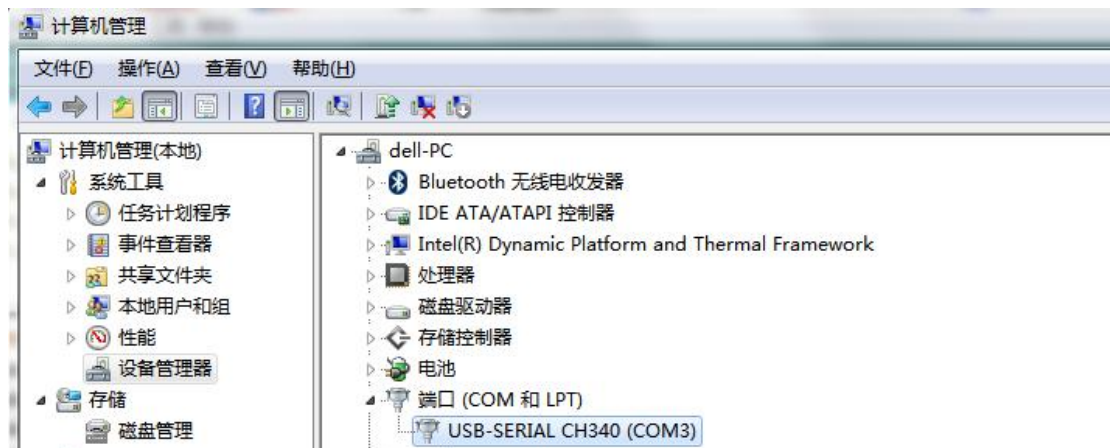 计算机管理
文件(F) 操作(A) 查看(V) 帮助(H)
计算机管理(本地)
系统工具
任务计划程序
事件查看器
共享文件夹
本地用户和组
性能
设备管理器
存储
磁盘管理
dell-PC
Bluetooth 无线电收发器
IDE ATA/ATAPI 控制器
Intel(R) Dynamic Platform and Thermal Framework
处理器
磁盘驱动器
存储控制器
电池
端口 (COM 和 LPT)
USB-SERIAL CH340 (COM3)